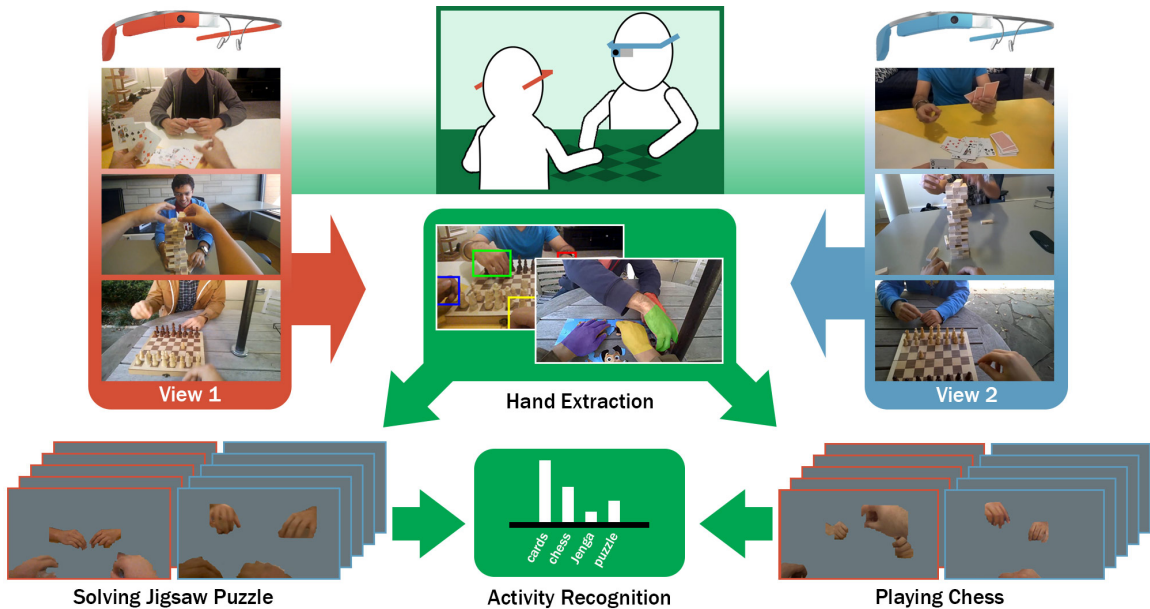 View 1
View 2
Hand Extraction
cards
chess
Jenga
puzzle
Solving Jigsaw Puzzle
Activity Recognition
Playing Chess